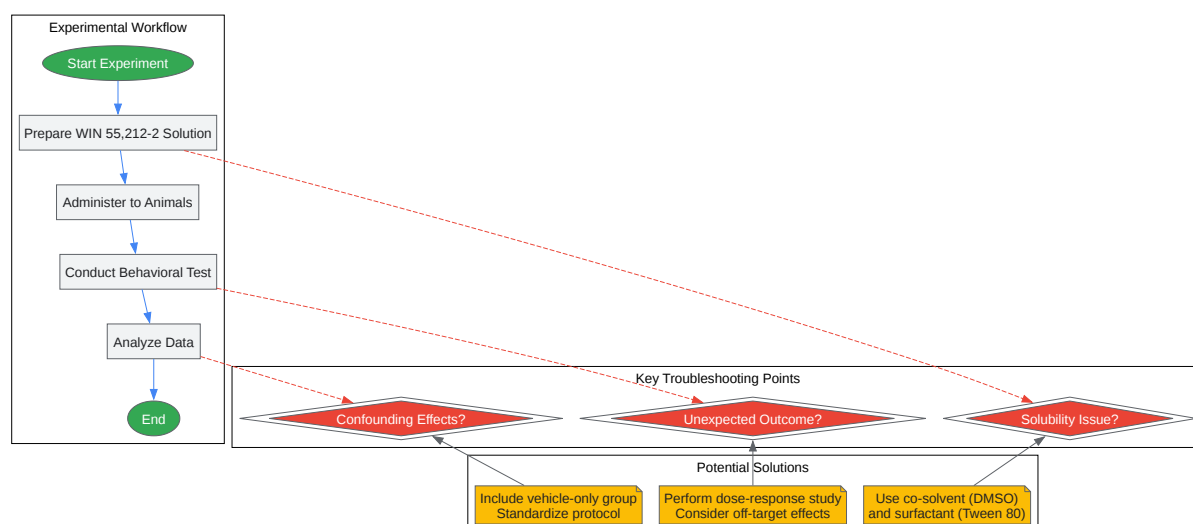 Experimental Workflow
Start Experiment
Prepare WIN 55,212-2 Solution
Administer to Animals
Conduct Behavioral Test
Analyze Data
End
Key Troubleshooting Points
Confounding Effects?
Unexpected Outcome?
Solubility Issue?
Potential Solutions
Include vehicle-only group
Standardize protocol
Perform dose-response study
Consider off-target effects
Use co-solvent (DMSO)
and surfactant (Tween 80)